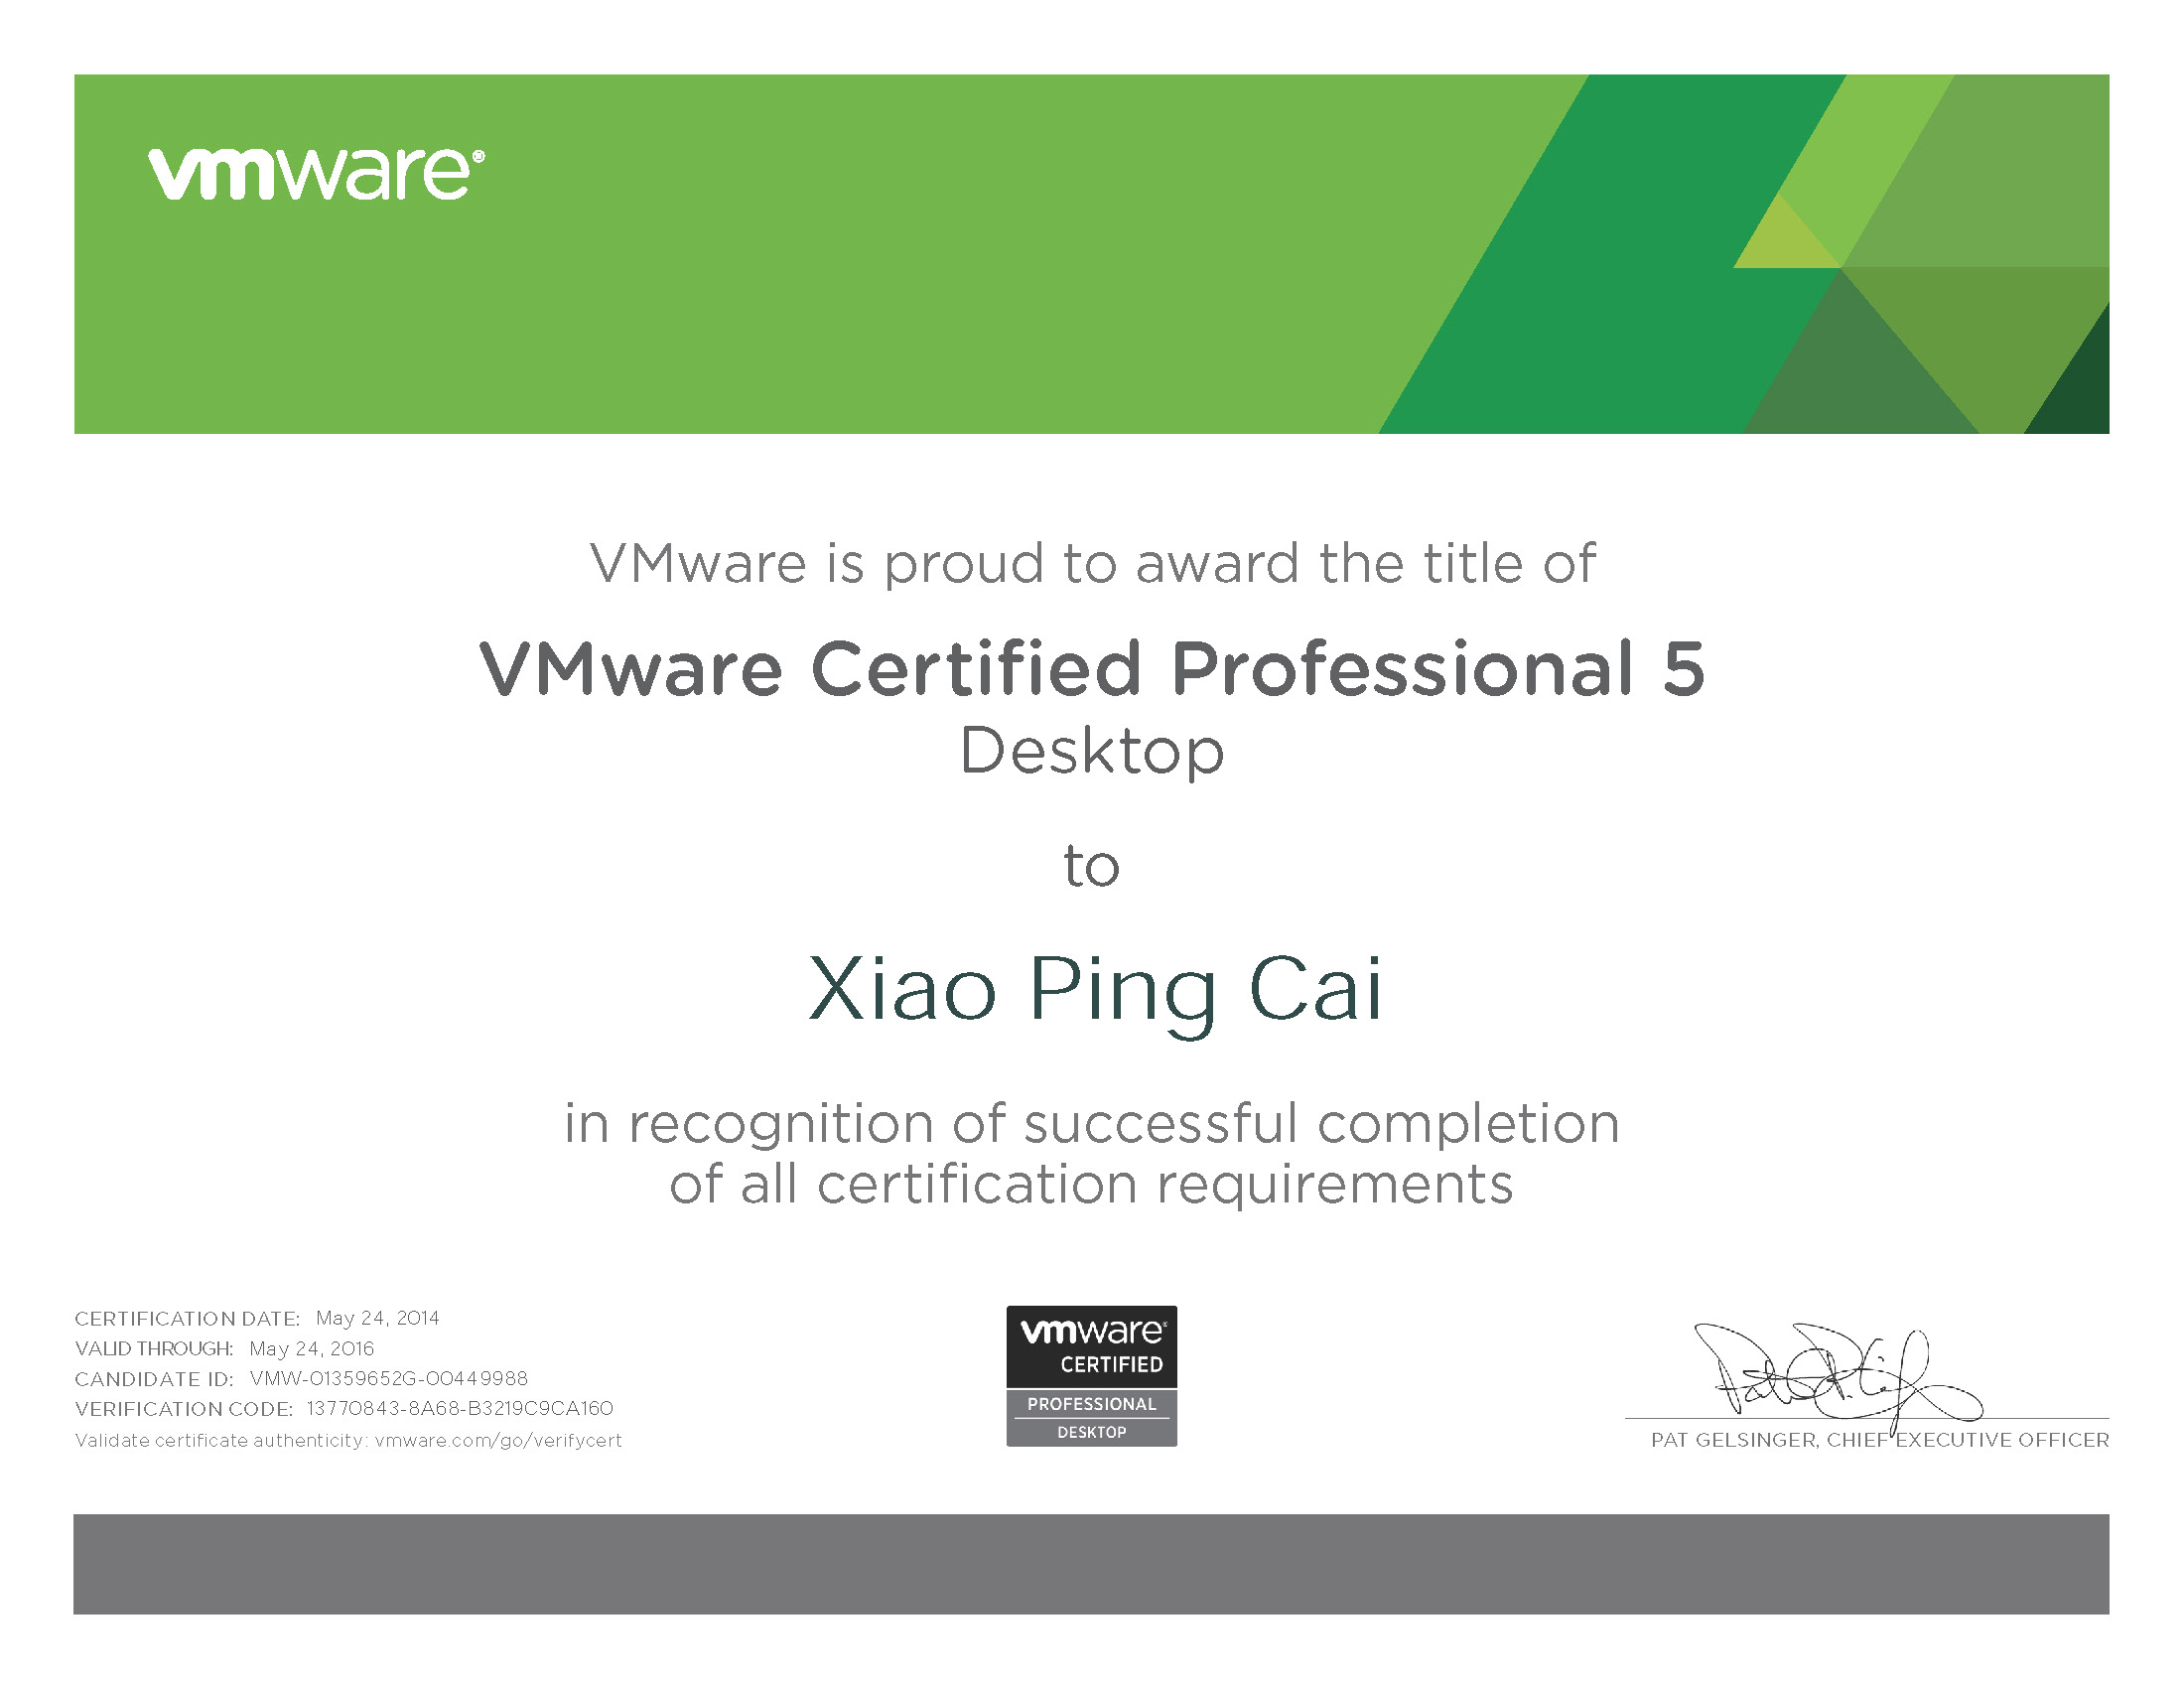 vmware®
VMware is proud to award the title of
VMware Certified Professional 5
Desktop
to
Xiao Ping Cai
in recognition of successful completion
of all certification requirements
CERTIFICATION DATE: May 24, 2014
VALID THROUGH: May 24, 2016
CANDIDATE ID: VMW-01359652G-00449988
VERIFICATION CODE: 13770843-8A68-B3219C9CA160
Validate certificate authenticity: vmware.com/go/verifycert
vmware®
CERTIFIED
PROFESSIONAL
DESKTOP
PAT GELSINGER, CHIEF EXECUTIVE OFFICER